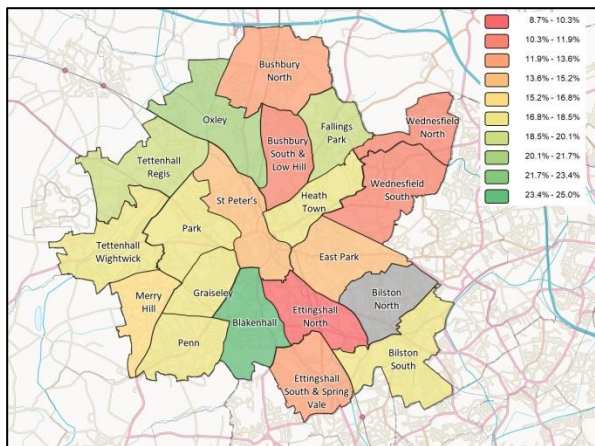 8.7% - 10.3%
10.3% - 11.9%
11.9% - 13.6%
13.6% - 15.2%
15.2% - 16.8%
16.8% - 18.5%
18.5% - 20.1%
20.1% - 21.7%
21.7% - 23.4%
23.4% - 25.0%
Bushbury
North
Oxley
Bushbury
South &
Low Hill
Fallings
Park
Wednesfield
North
Tettenhall
Regis
Wednesfield
South
St Peter's
Heath
Town
Park
Tettenhall
Wightwick
East Park
Merry
Hill
Graiseley
Bilston
North
Blakenhall
Ettingshall
North
Penn
Bilston
South
Ettingshall
South & Spring
Vale